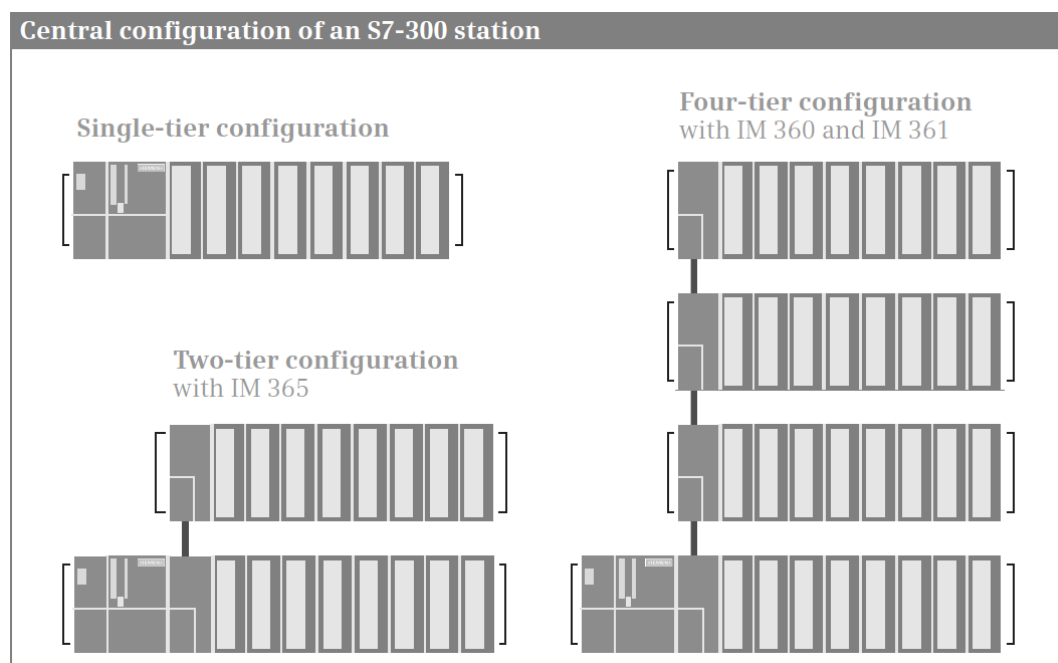 Central configuration of an S7-300 station
Single-tier configuration
Four-tier configuration
with IM 360 and IM 361
Two-tier configuration
with IM 365